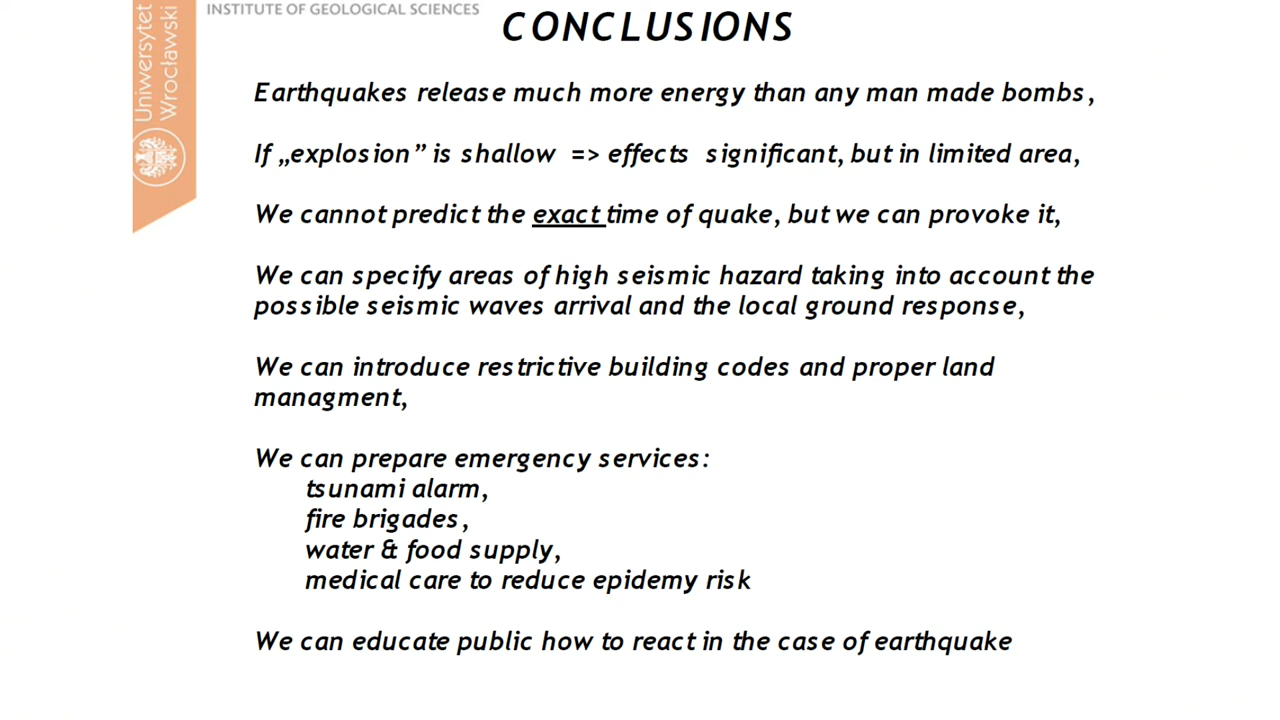 INSTITUTE OF GEOLOGICAL SCIENCES
Uniwersytet
Wrocławski
CONCLUSIONS
Earthquakes release much more energy than any man made bombs,
If „explosion” is shallow => effects significant, but in limited area,
We cannot predict the exact time of quake, but we can provoke it,
We can specify areas of high seismic hazard taking into account the
possible seismic waves arrival and the local ground response,
We can introduce restrictive building codes and proper land
managment,
We can prepare emergency services:
tsunami alarm,
fire brigades,
water & food supply,
medical care to reduce epidemy risk
We can educate public how to react in the case of earthquake